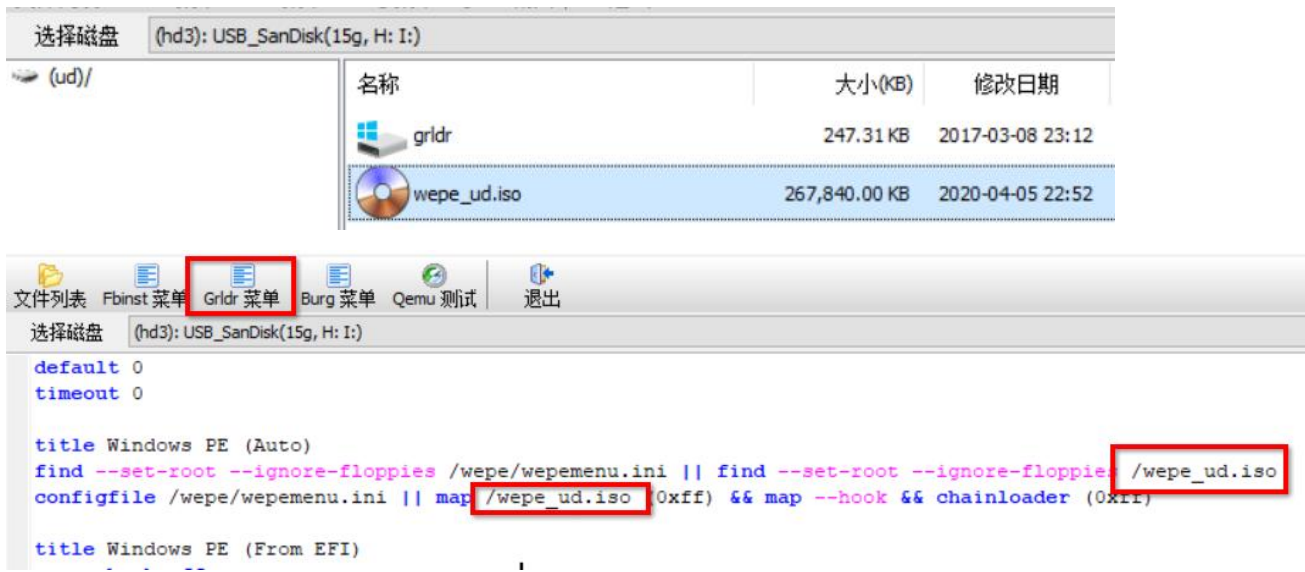 选择磁盘 (hd3): USB_SanDisk(15g, H: I:)
(ud)/
名称 大小(KB) 修改日期
grldr 247.31 KB 2017-03-08 23:12
wepe_ud.iso 267,840.00 KB 2020-04-05 22:52
文件列表 Fbinst 菜单 Grldr 菜单 Burg 菜单 Qemu 测试 退出
选择磁盘 (hd3): USB_SanDisk(15g, H: I:)
default 0
timeout 0
title Windows PE (Auto)
find --set-root --ignore-floppies /wepe/wepemenu.ini || find --set-root --ignore-floppies /wepe_ud.iso
configfile /wepe/wepemenu.ini || map /wepe_ud.iso (0xff) && map --hook && chainloader (0xff)
title Windows PE (From EFI)